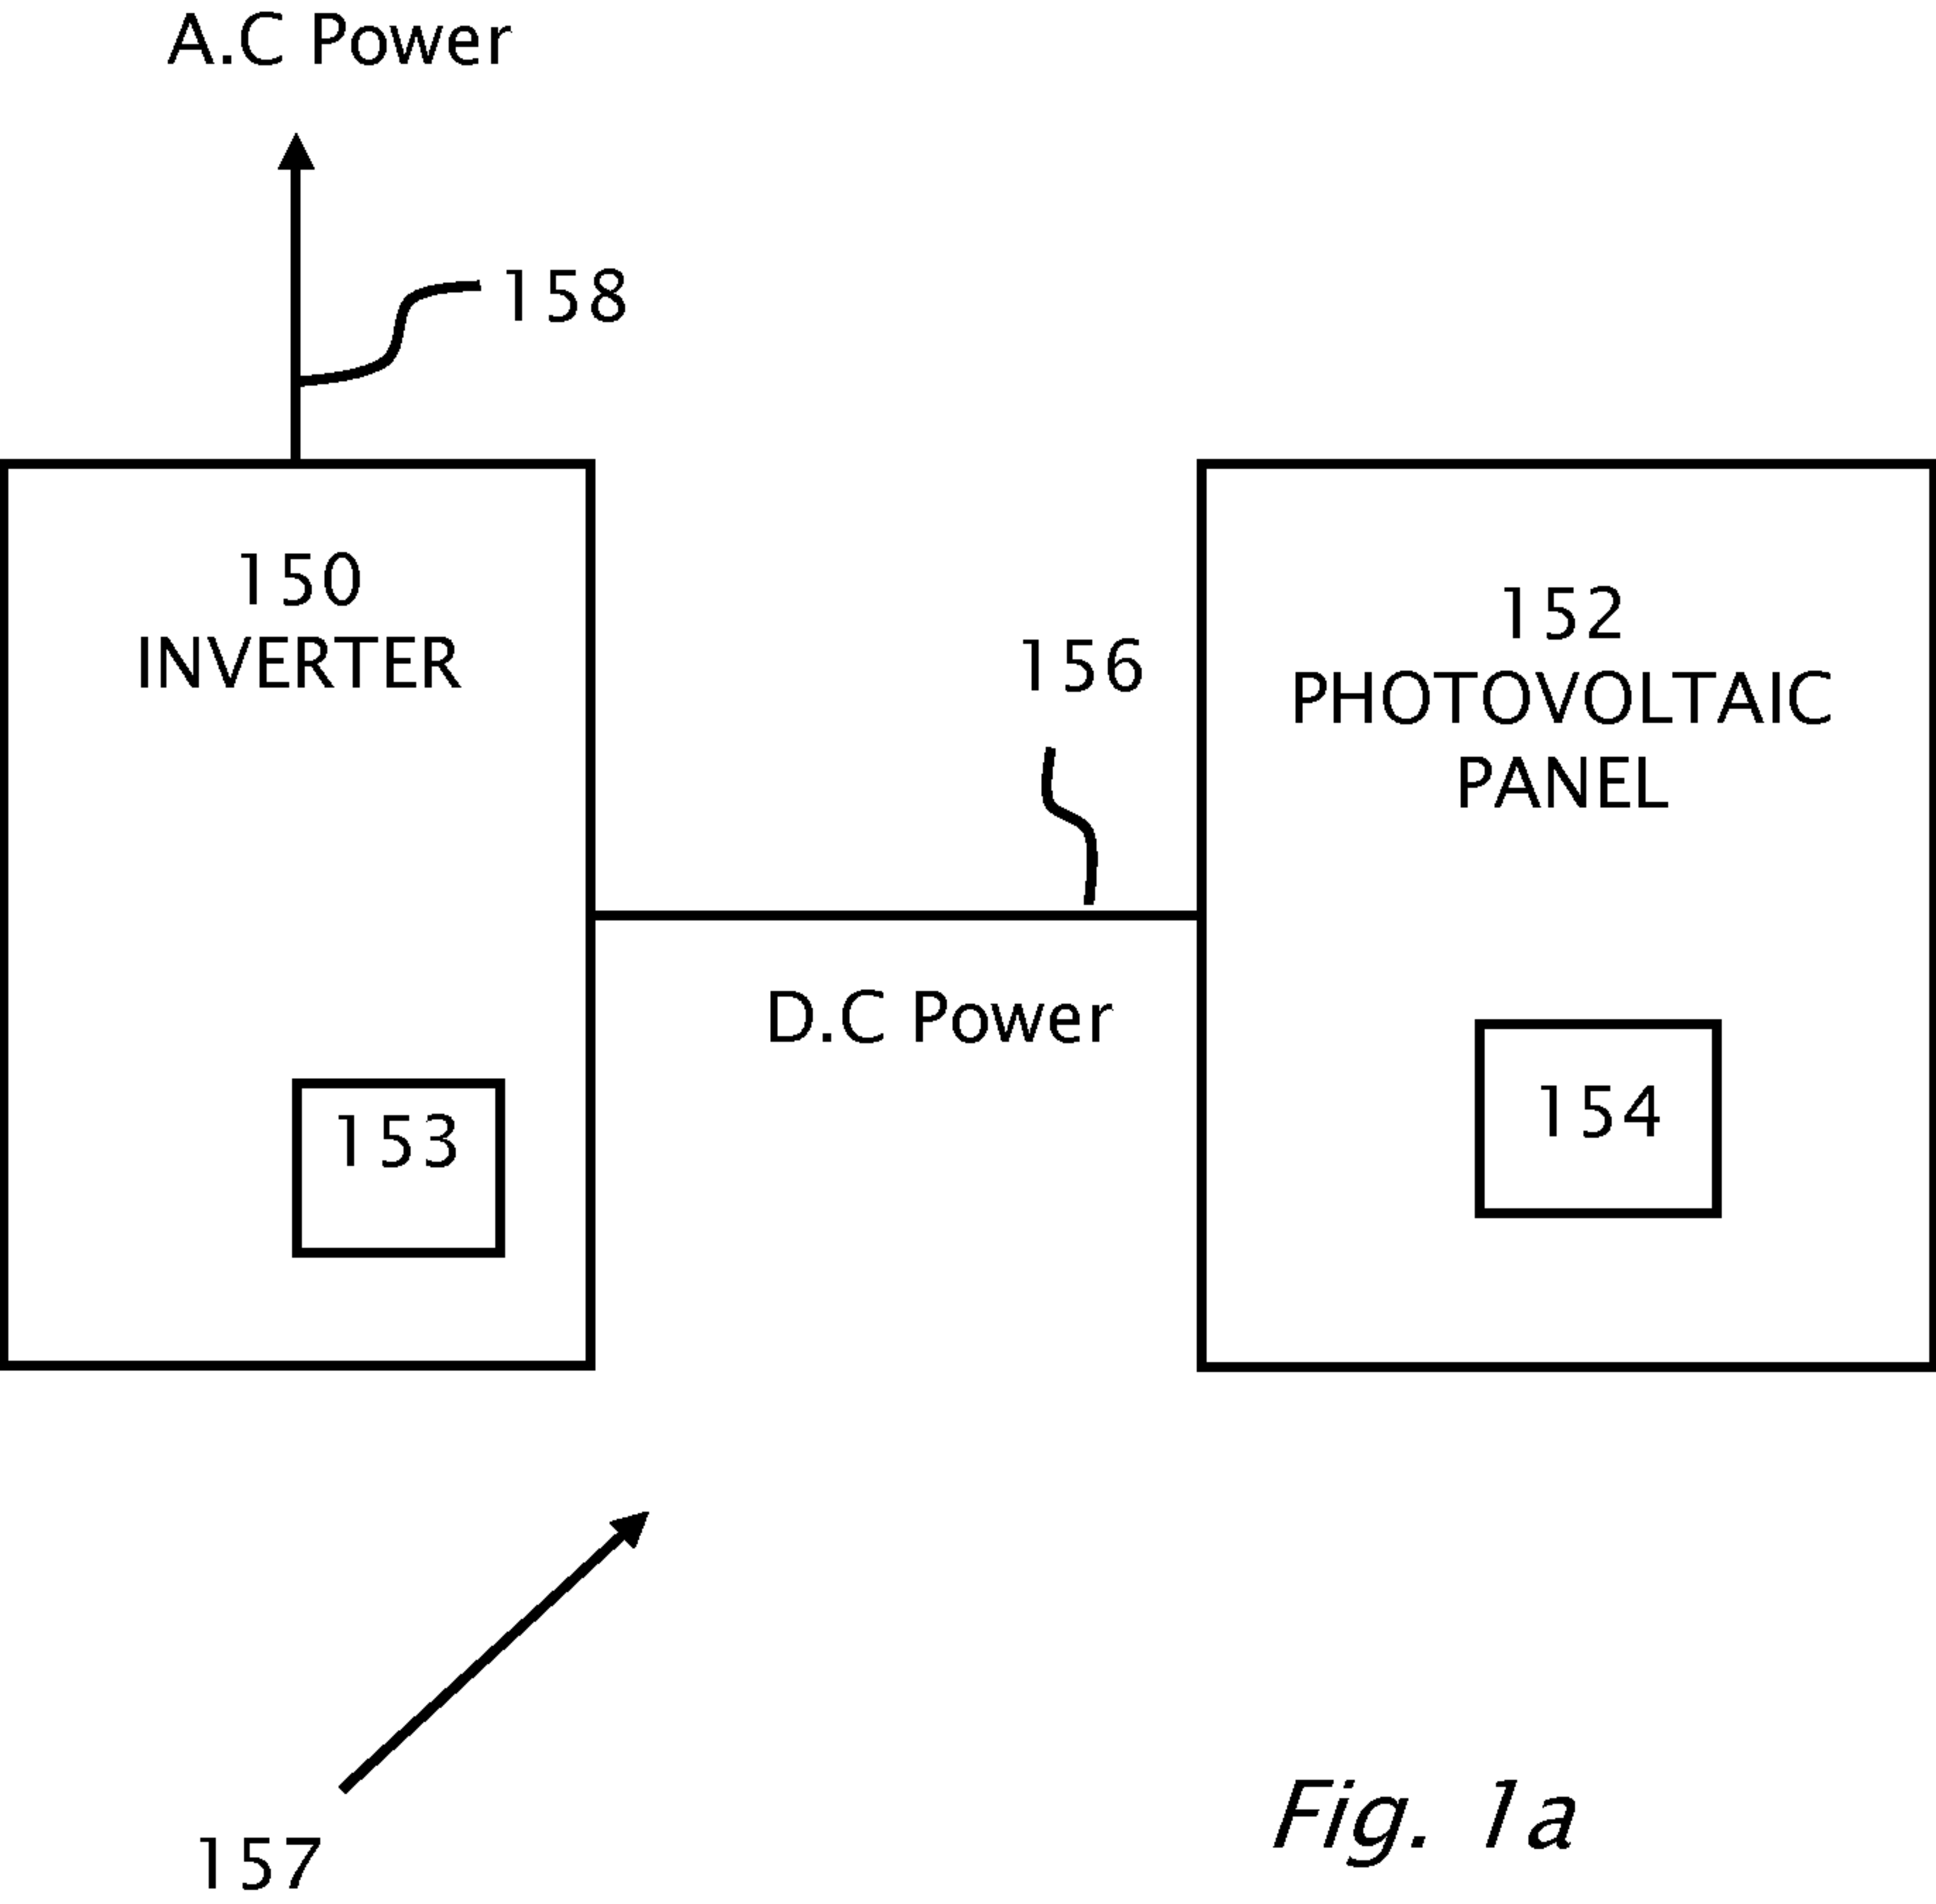 A.C Power
158
150
INVERTER
156
152
PHOTOVOLTAIC
PANEL
D.C Power
153
154
157
Fig. 1a